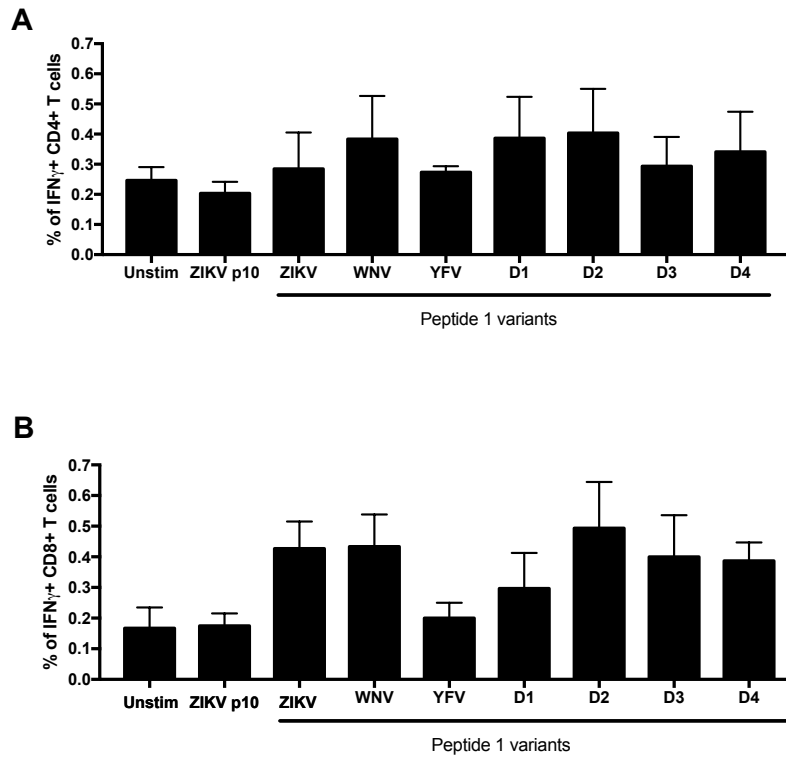 A
% of IFNγ+ CD4+ T cells
0.7
0.6
0.5
0.4
0.3
0.2
0.1
0.0
Unstim ZIKV p10 ZIKV WNV YFV D1 D2 D3 D4
Peptide 1 variants
B
% of IFNγ+ CD8+ T cells
0.7
0.6
0.5
0.4
0.3
0.2
0.1
0.0
Unstim ZIKV p10 ZIKV WNV YFV D1 D2 D3 D4
Peptide 1 variants